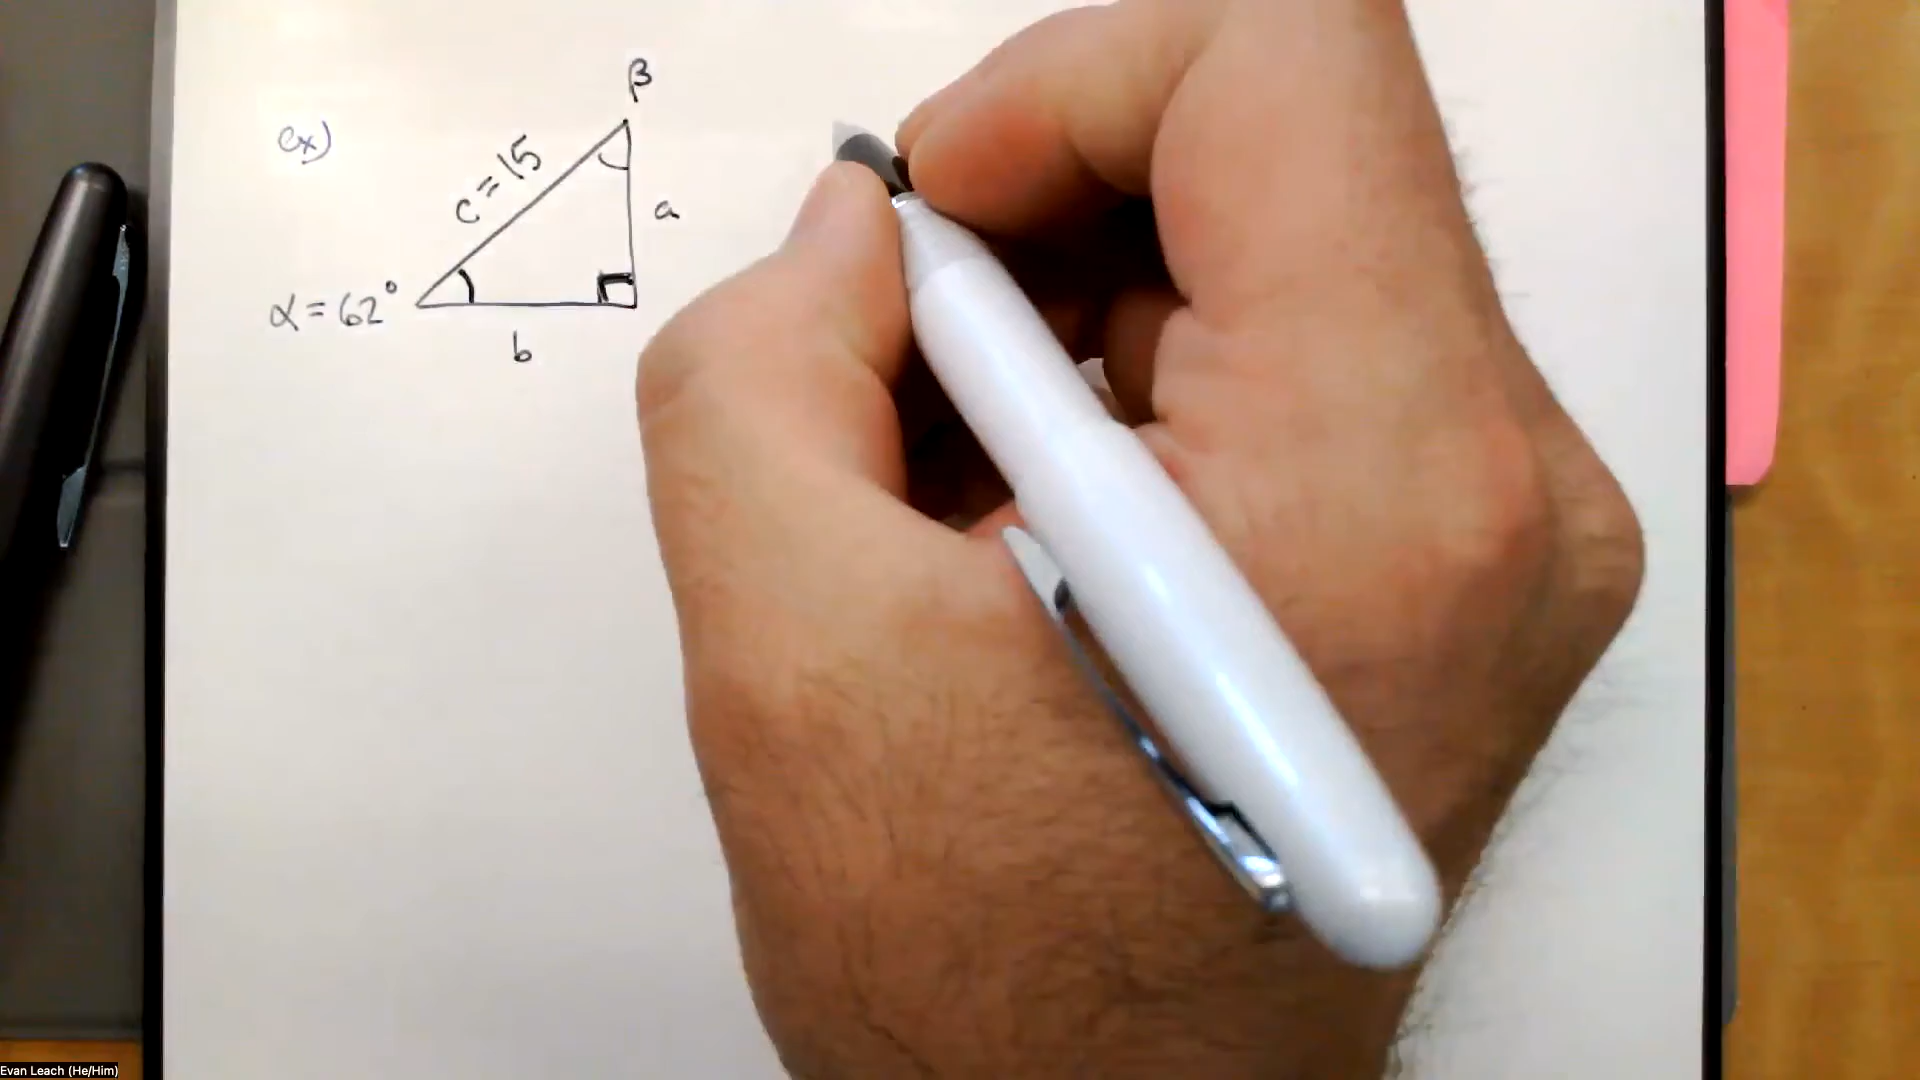 β
ex)
c = 15
a
α = 62°
b
Evan Leach (He/Him)